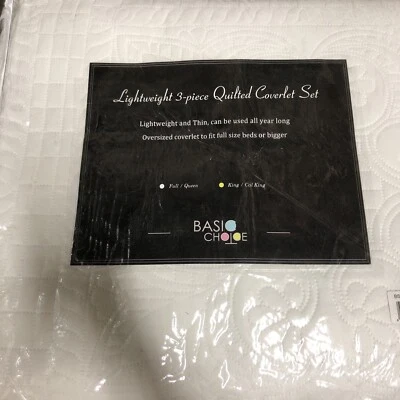 Lightweight 3-piece Quilted Coverlet Set
Lightweight and Thin, can be used all year long
Oversized coverlet to fit full size beds or bigger
Full / Queen
King / Cal King
BASIC
CHOICE